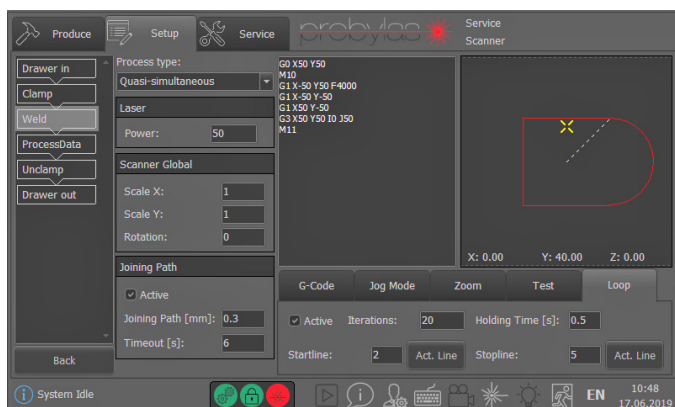 Produce
Setup
Service
probylas
Service
Scanner
Drawer in
Clamp
Weld
ProcessData
Unclamp
Drawer out
Back
Process type:
Quasi-simultaneous
Laser
Power: 50
Scanner Global
Scale X: 1
Scale Y: 1
Rotation: 0
Joining Path
Active
Joining Path [mm]: 0.3
Timeout [s]: 6
G0 X50 Y50
M10
G1 X-50 Y50 F4000
G1 X-50 Y-50
G1 X50 Y-50
G3 X50 Y50 I0 J50
M11
X: 0.00 Y: 40.00 Z: 0.00
G-Code Jog Mode Zoom Test Loop
Active Iterations: 20 Holding Time [s]: 0.5
Startline: 2 Act. Line Stopline: 5 Act. Line
System Idle
EN
10:48
17.06.2019